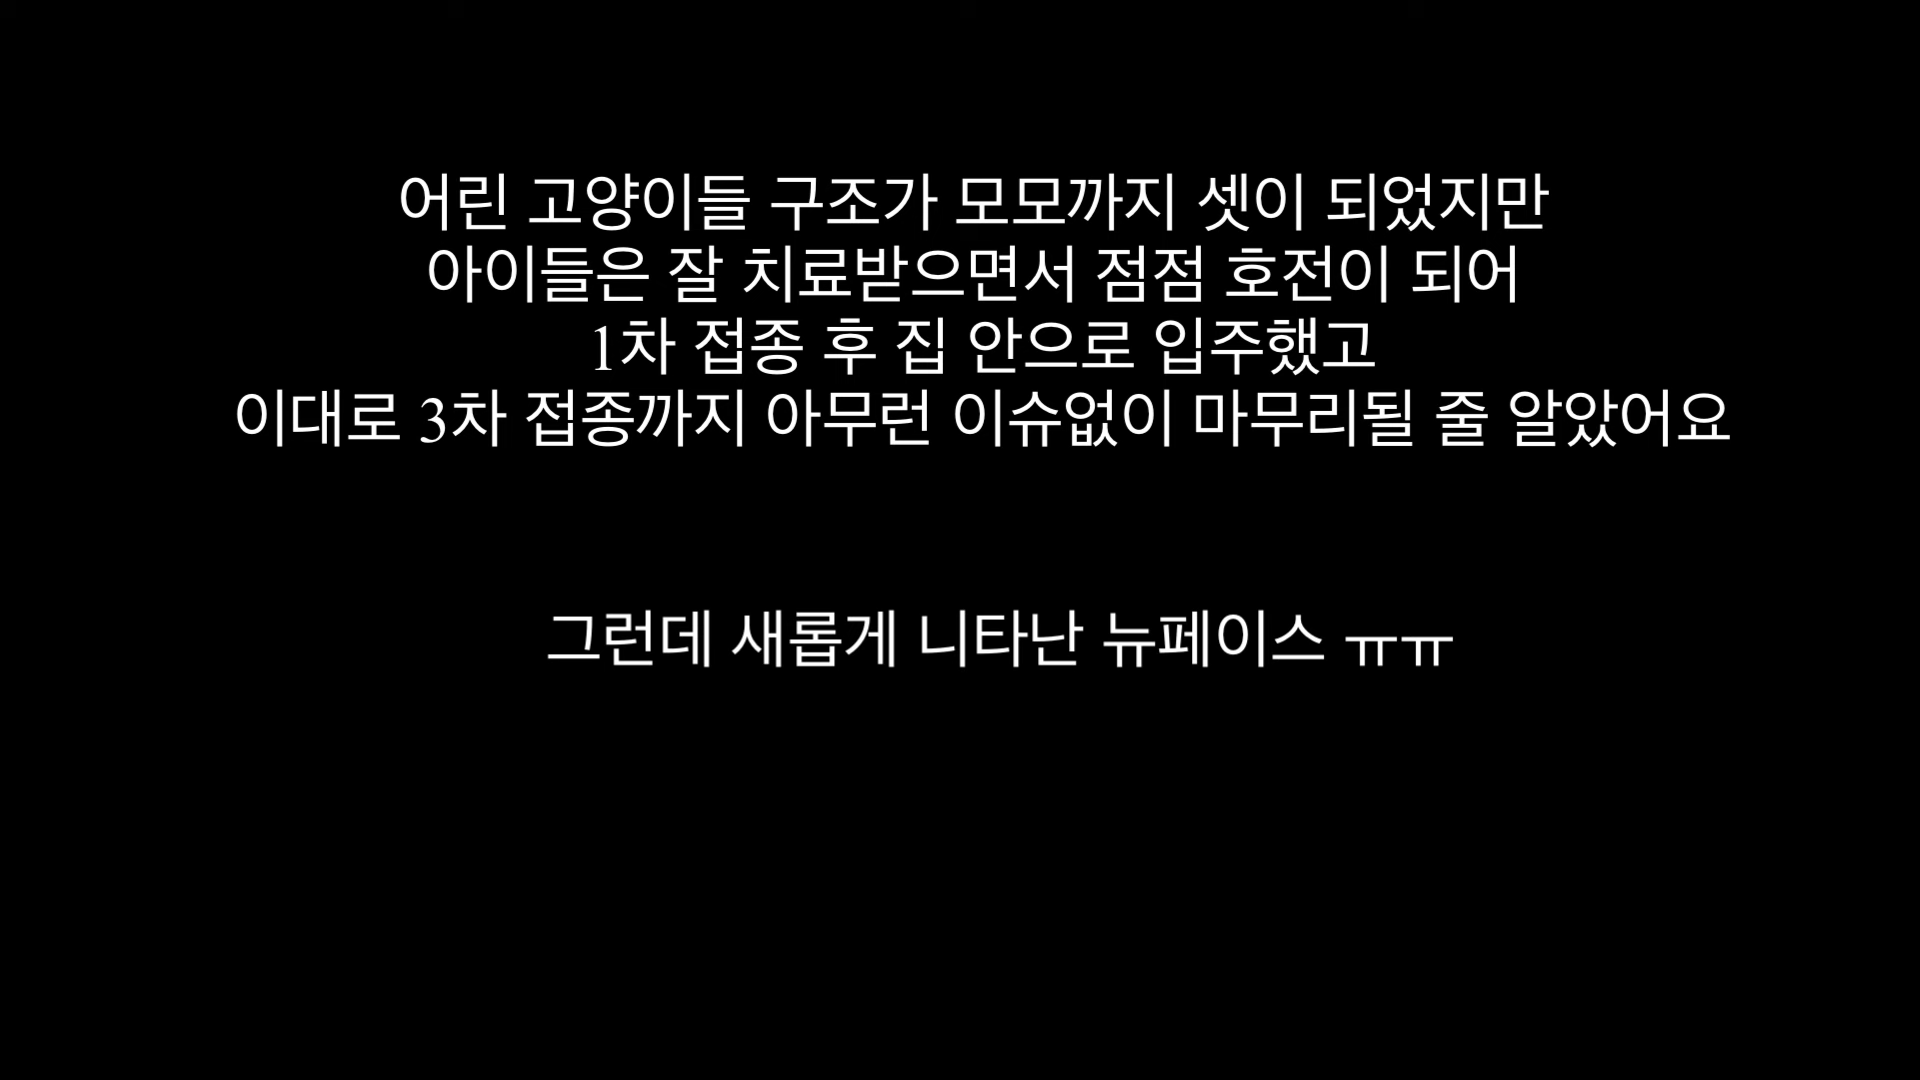 어린 고양이들 구조가 모모까지 셋이 되었지만
아이들은 잘 치료받으면서 점점 호전이 되어
1차 접종 후 집 안으로 입주했고
이대로 3차 접종까지 아무런 이슈없이 마무리될 줄 알았어요
그런데 새롭게 니타난 뉴페이스 ㅠㅠ